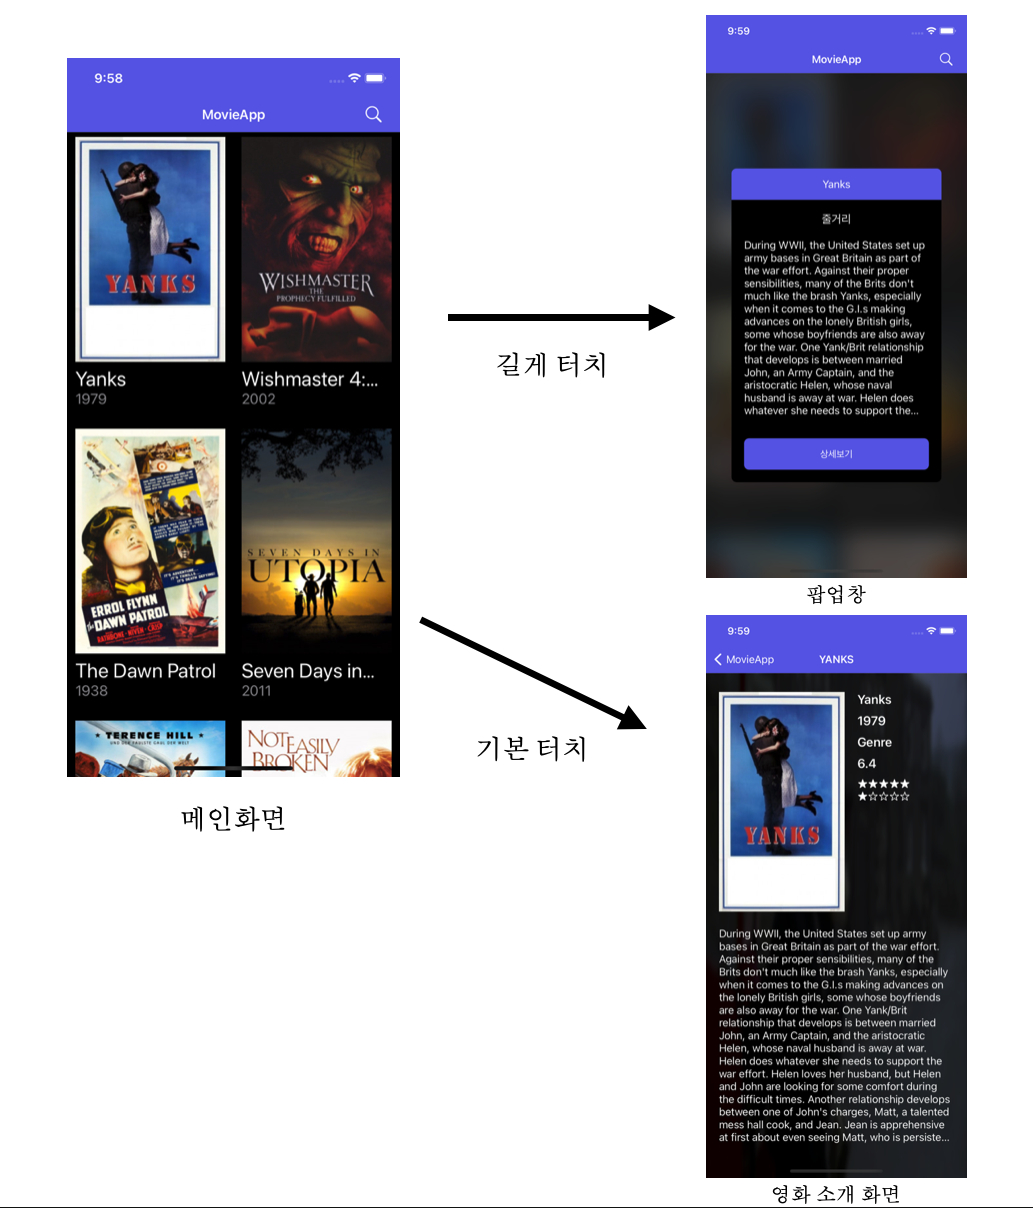 9:58
MovieApp
YANKS
WISHMASTER
THE
PROPHECY FULFILLED
Yanks
1979
Wishmaster 4:...
2002
ERROL FLYNN
The DAWN PATROL
RATHBONE · NIVEN · CRISP
SEVEN DAYS IN
UTOPIA
The Dawn Patrol
1938
Seven Days in...
2011
★ TERENCE HILL ★
NOT EASILY
BROKEN
메인화면
길게 터치
기본 터치
9:59
MovieApp
Yanks
줄거리
During WWII, the United States set up
army bases in Great Britain as part of
the war effort. Against their proper
sensibilities, many of the Brits don't
much like the brash Yanks, especially
when it comes to the G.I.s making
advances on the lonely British girls,
some whose boyfriends are also away
for the war. One Yank/Brit relationship
that develops is between married
John, an Army Captain, and the
aristocratic Helen, whose naval
husband is away at war. Helen does
whatever she needs to support the...
상세보기
팝업창
9:59
MovieApp
YANKS
YANKS
Yanks
1979
Genre
6.4
★★★★★
★☆☆☆☆
During WWII, the United States set up army
bases in Great Britain as part of the war effort.
Against their proper sensibilities, many of the
Brits don't much like the brash Yanks, especially
when it comes to the G.I.s making advances on
the lonely British girls, some whose boyfriends
are also away for the war. One Yank/Brit
relationship that develops is between married
John, an Army Captain, and the aristocratic
Helen, whose naval husband is away at war.
Helen does whatever she needs to support the
war effort. Helen loves her husband, but Helen
and John are looking for some comfort during
the difficult times. Another relationship develops
between one of John's charges, Matt, a talented
mess hall cook, and Jean. Jean is apprehensive
at first about even seeing Matt, who is persiste...
영화 소개 화면